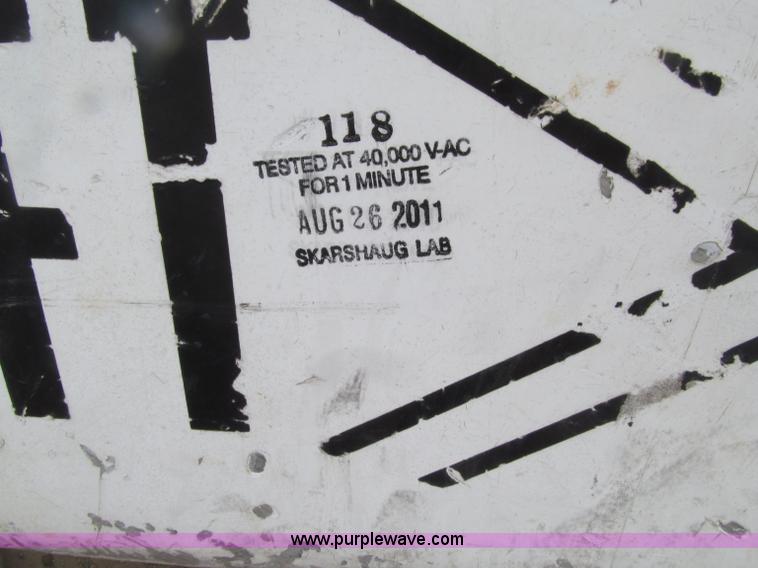 118
TESTED AT 40,000 V-AC
FOR 1 MINUTE
AUG 26 2011
SKARSHAUG LAB
www.purplewave.com